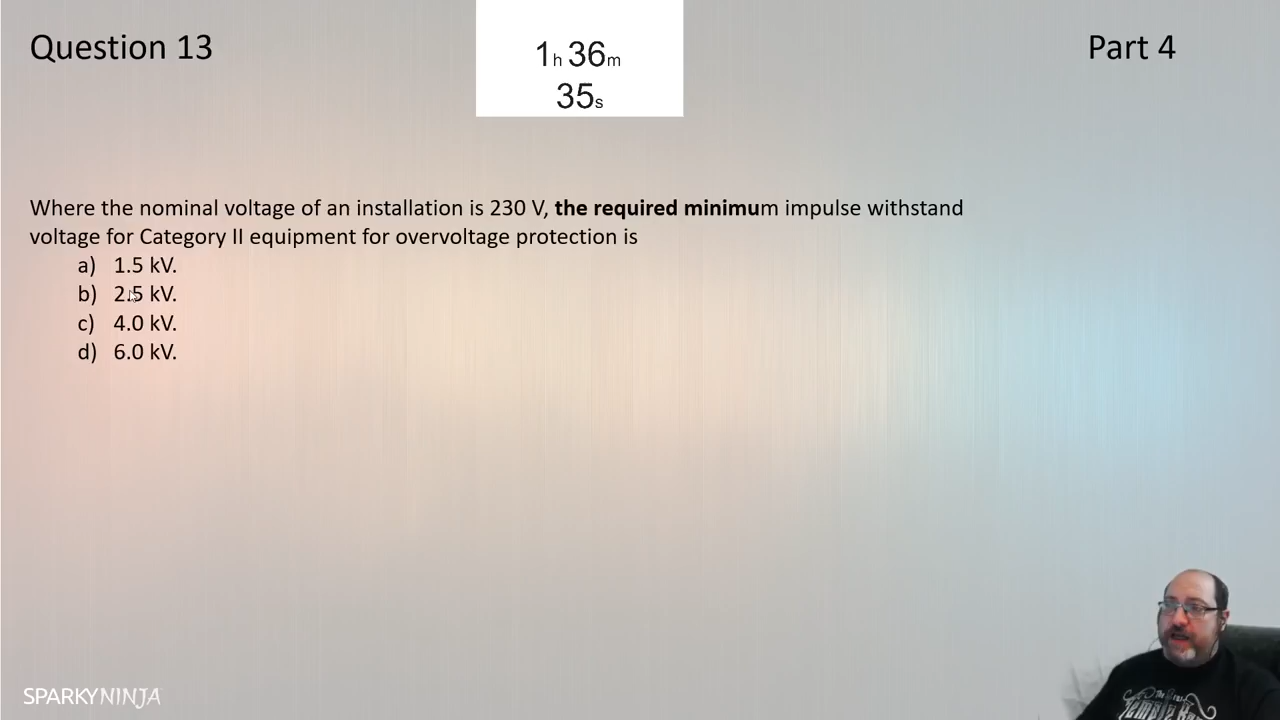 Question 13
1h 36m
35s
Part 4
Where the nominal voltage of an installation is 230 V, the required minimum impulse withstand
voltage for Category II equipment for overvoltage protection is
a) 1.5 kV.
b) 2.5 kV.
c) 4.0 kV.
d) 6.0 kV.
SPARKYNINJA